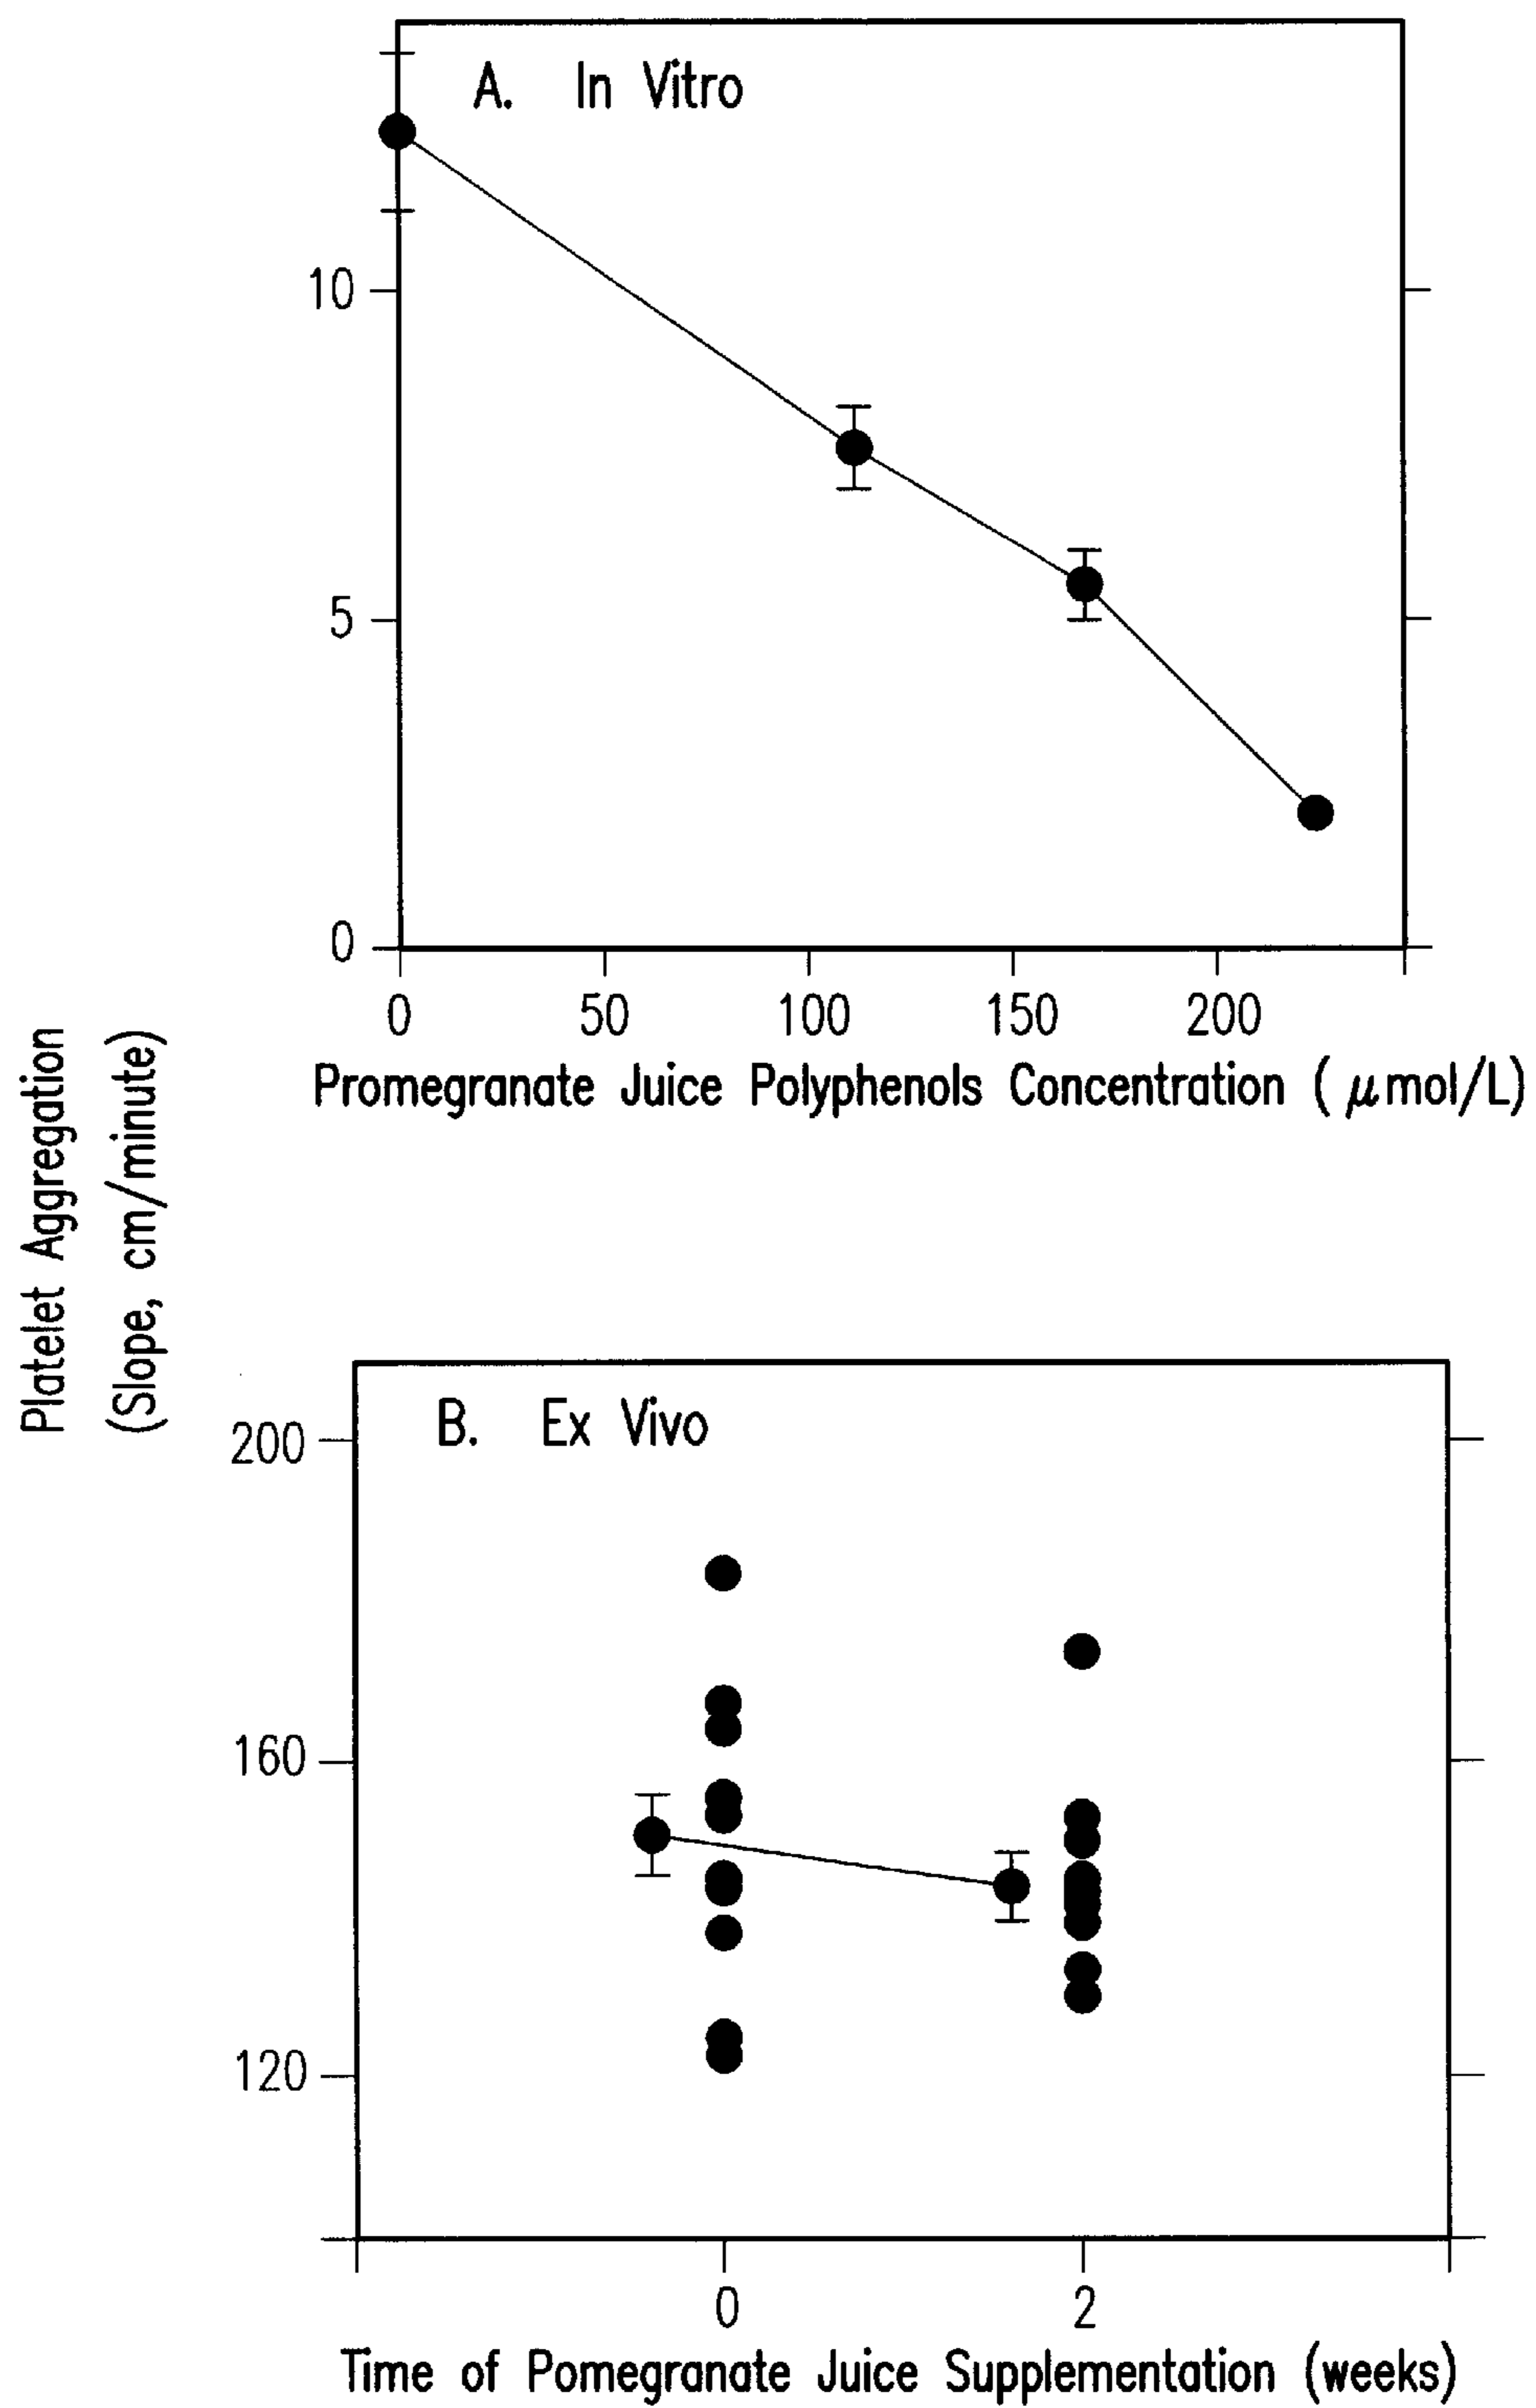 A. In Vitro
10
5
0
0 50 100 150 200
Promegranate Juice Polyphenols Concentration ( μmol/L)
Platelet Aggregation
(Slope, cm/minute)
B. Ex Vivo
200
160
120
0 2
Time of Pomegranate Juice Supplementation (weeks)